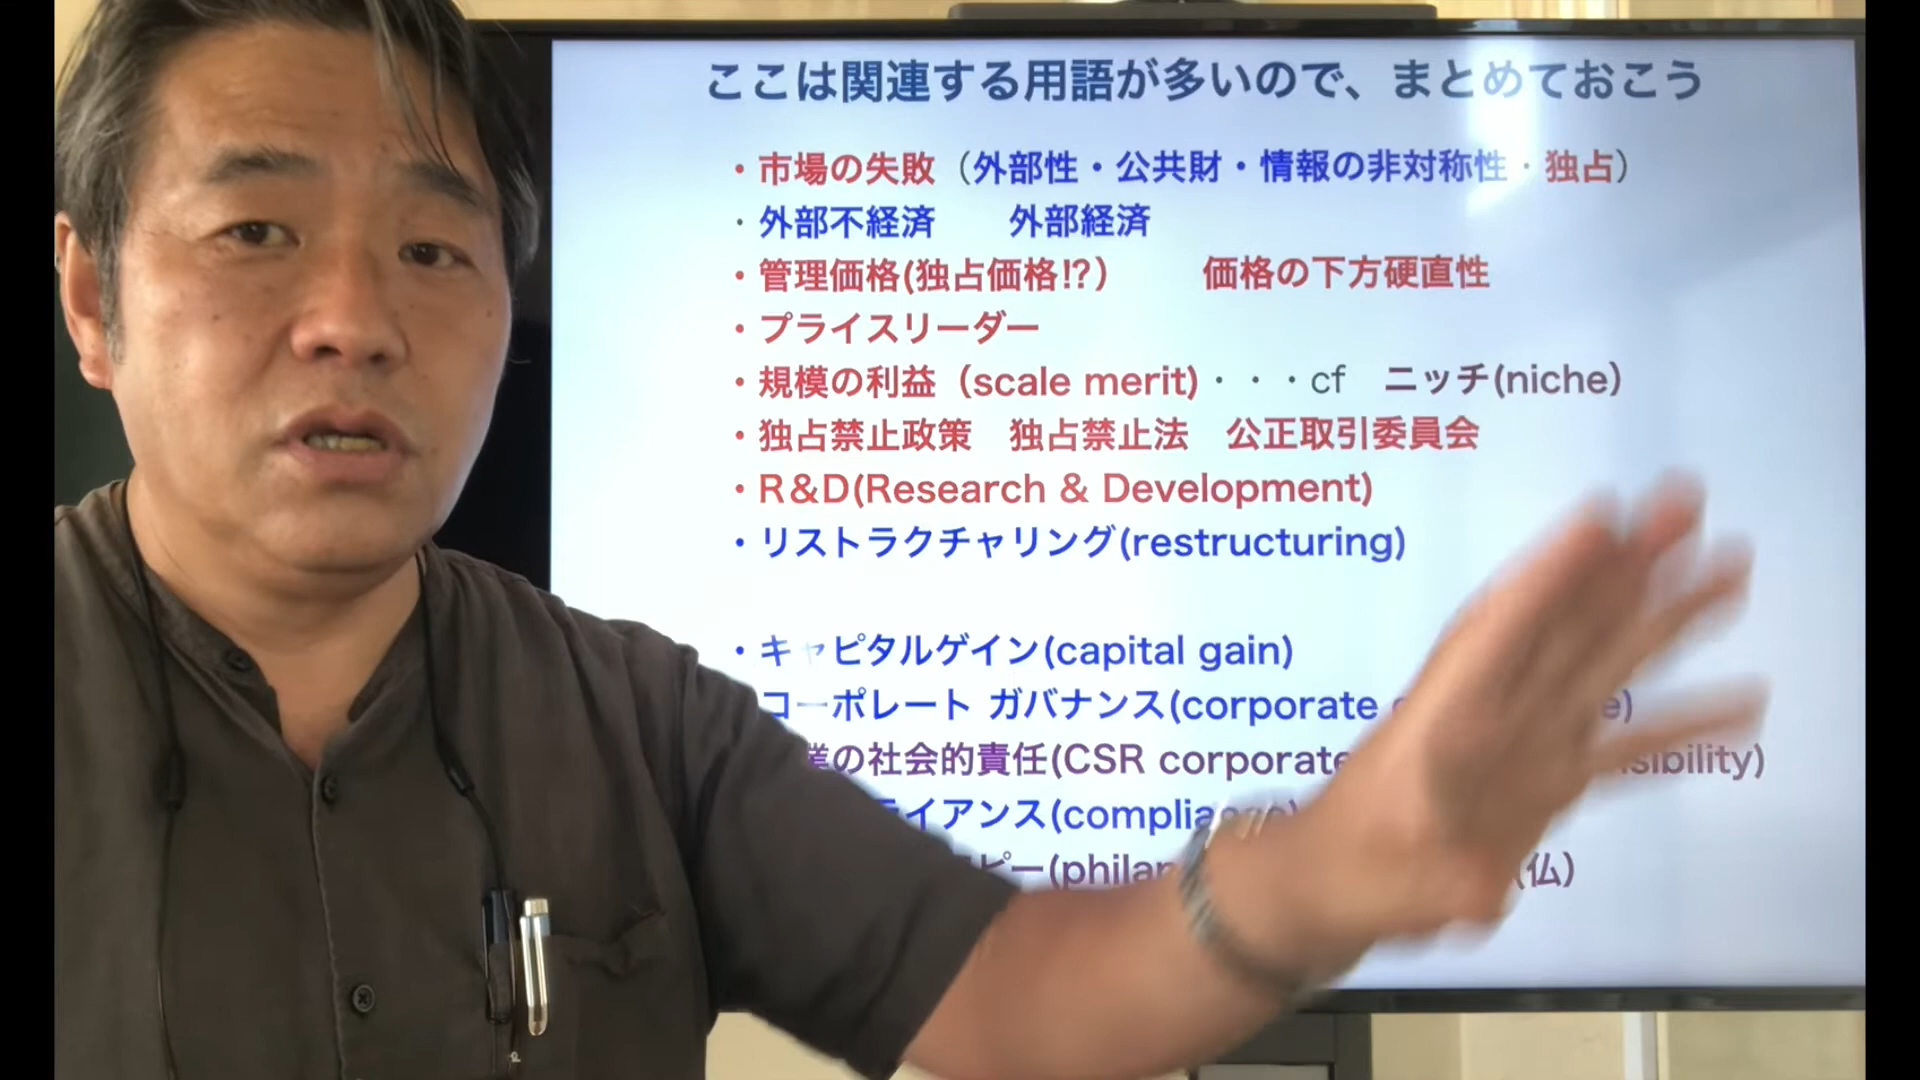 ここは関連する用語が多いので、まとめておこう
・市場の失敗（外部性・公共財・情報の非対称性・独占）
・外部不経済　外部経済
・管理価格(独占価格!?）　価格の下方硬直性
・プライスリーダー
・規模の利益（scale merit)・・・cf　ニッチ(niche）
・独占禁止政策　独占禁止法　公正取引委員会
・R&D(Research & Development)
・リストラクチャリング(restructuring)
・キャピタルゲイン(capital gain)
コーポレート ガバナンス(corporate
業の社会的責任(CSR corporate
ライアンス(compliance)
ピー(philan (仏）